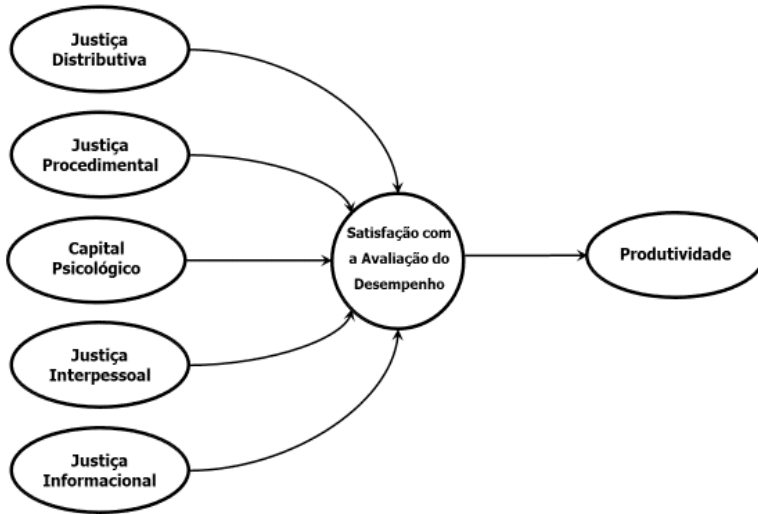 Justiça
Distributiva
Justiça
Procedimental
Capital
Psicológico
Justiça
Interpessoal
Justiça
Informacional
Satisfação com
a Avaliação do
Desempenho
Produtividade